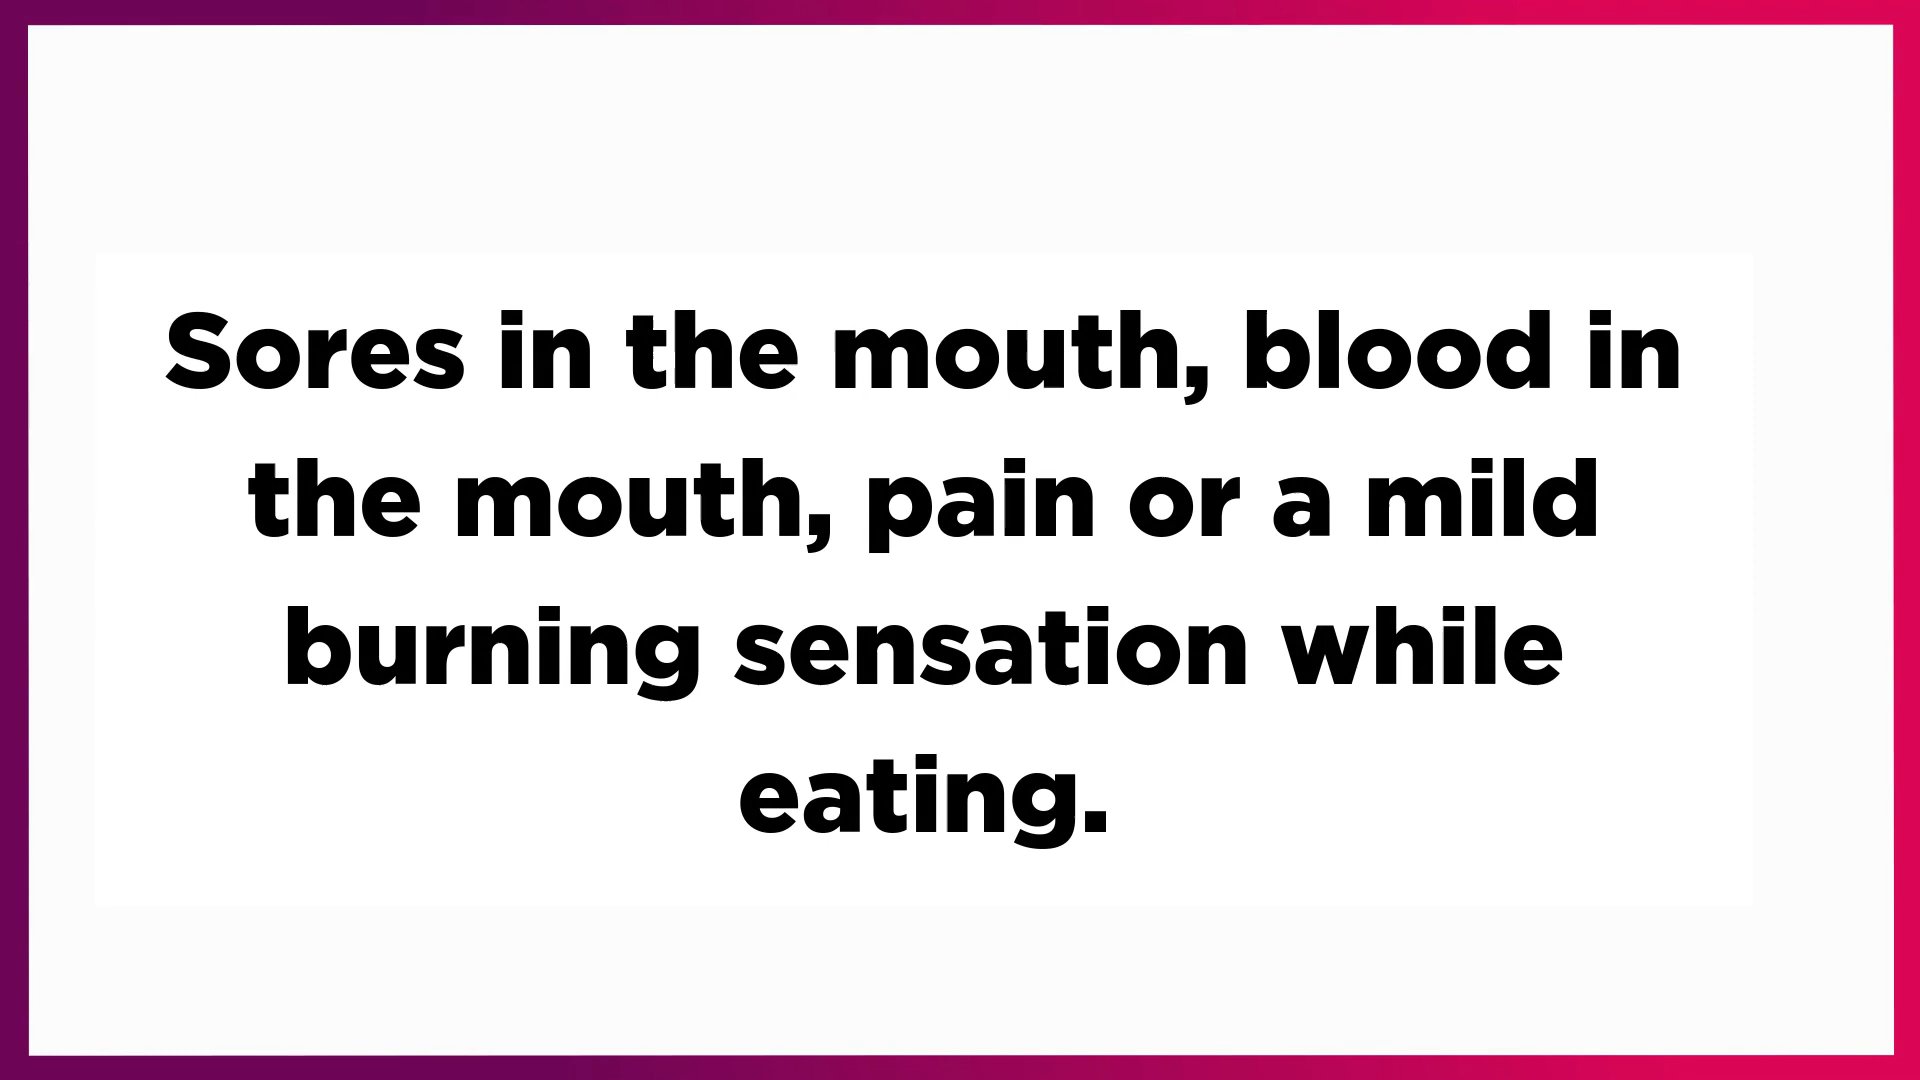 Sores in the mouth, blood in
the mouth, pain or a mild
burning sensation while
eating.